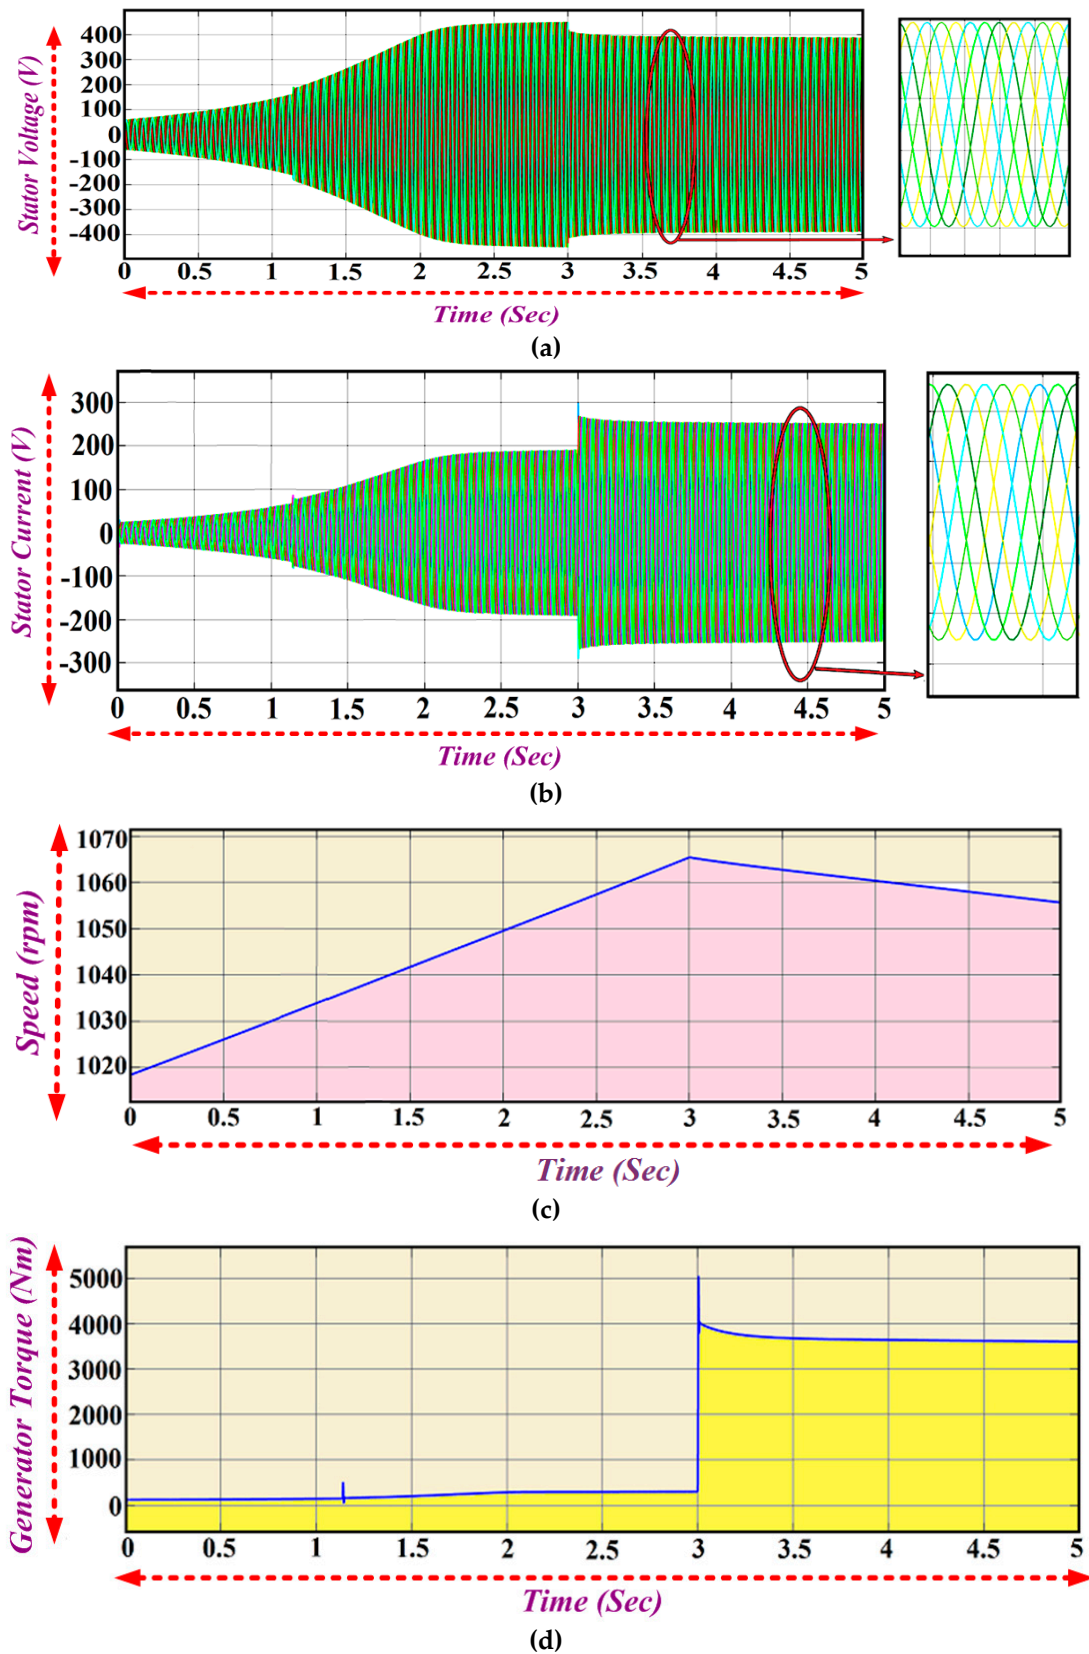 Stator Voltage (V)
400
300
200
100
0
-100
-200
-300
-400
0 0.5 1 1.5 2 2.5 3 3.5 4 4.5 5
Time (Sec)
(a)
Stator Current (V)
300
200
100
0
-100
-200
-300
0 0.5 1 1.5 2 2.5 3 3.5 4 4.5 5
Time (Sec)
(b)
Speed (rpm)
1070
1060
1050
1040
1030
1020
0 0.5 1 1.5 2 2.5 3 3.5 4 4.5 5
Time (Sec)
(c)
Generator Torque (Nm)
5000
4000
3000
2000
1000
0
0 0.5 1 1.5 2 2.5 3 3.5 4 4.5 5
Time (Sec)
(d)